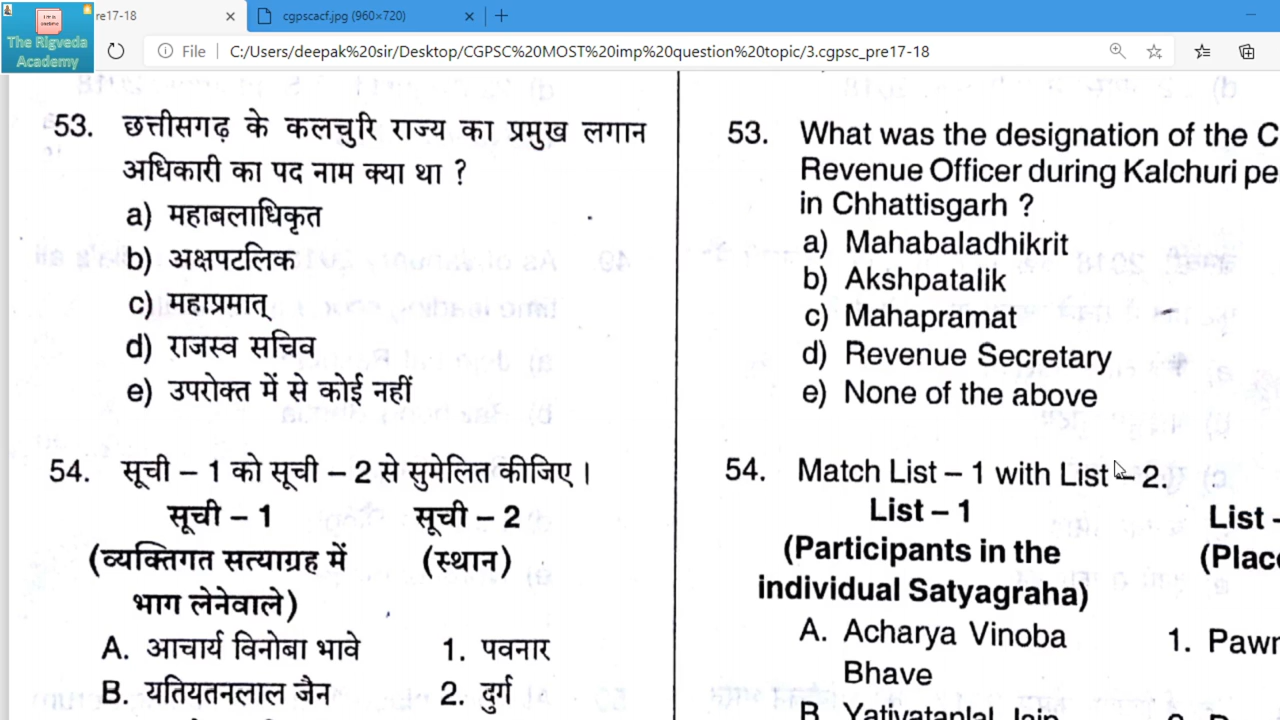 The Rigveda
Academy
re17-18
cgpscacf.jpg (960×720)
File
C:/Users/deepak%20sir/Desktop/CGPSC%20MOST%20imp%20question%20topic/3.cgpsc_pre17-18
53. छत्तीसगढ़ के कलचुरि राज्य का प्रमुख लगान
अधिकारी का पद नाम क्या था ?
a) महाबलाधिकृत
b) अक्षपटलिक
c) महाप्रमातृ
d) राजस्व सचिव
e) उपरोक्त में से कोई नहीं
54. सूची – 1 को सूची – 2 से सुमेलित कीजिए ।
सूची – 1 सूची – 2
(व्यक्तिगत सत्याग्रह में (स्थान)
भाग लेनेवाले)
A. आचार्य विनोबा भावे 1. पवनार
B. यतियतनलाल जैन 2. दुर्ग
53. What was the designation of the C
Revenue Officer during Kalchuri pe
in Chhattisgarh ?
a) Mahabaladhikrit
b) Akshpatalik
c) Mahapramat
d) Revenue Secretary
e) None of the above
54. Match List – 1 with List – 2.
List – 1 List –
(Participants in the (Place
individual Satyagraha)
A. Acharya Vinoba 1. Pawn
Bhave
B. Yatiyatanlal Jain